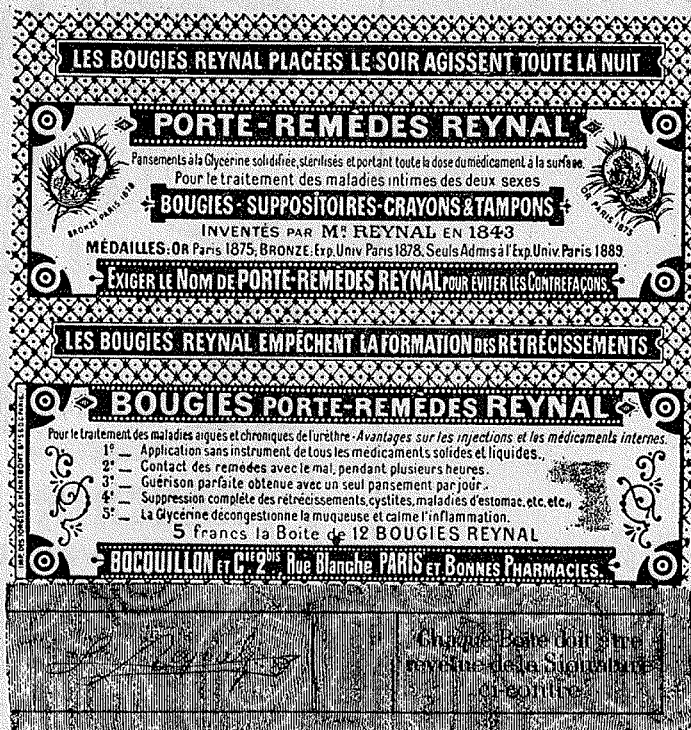 LES BOUGIES REYNAL PLACÉES LE SOIR AGISSENT TOUTE LA NUIT
PORTE-REMÈDES REYNAL
Pansements à la Glycérine solidifiée, stérilisés et portant toute la dose du médicament à la surface.
Pour le traitement des maladies intimes des deux sexes
BRONZE PARIS 1878
OR PARIS 1875
BOUGIES-SUPPOSITOIRES-CRAYONS & TAMPONS
INVENTÉS PAR Mr REYNAL EN 1843
MÉDAILLES: OR Paris 1875; BRONZE. Exp. Univ Paris 1878. Seuls Admis à l'Exp. Univ. Paris 1889.
EXIGER LE NOM DE PORTE-REMÈDES REYNAL POUR ÉVITER LES CONTREFAÇONS.
LES BOUGIES REYNAL EMPÊCHENT LA FORMATION DES RÉTRÉCISSEMENTS
BOUGIES PORTE-REMÈDES REYNAL
Pour le traitement des maladies aiguës et chroniques de l'urèthre - Avantages sur les injections et les médicaments internes.
1° — Application sans instrument de tous les médicaments solides et liquides.
2° — Contact des remèdes avec le mal, pendant plusieurs heures.
3° — Guérison parfaite obtenue avec un seul pansement par jour.
4° — Suppression complète des rétrécissements, cystites, maladies d'estomac, etc, etc,
5° — La Glycérine décongestionne la muqueuse et calme l'inflammation.
5 francs la Boite de 12 BOUGIES REYNAL
BOCQUILLON ET Cie 2bis, Rue Blanche PARIS ET BONNES PHARMACIES.
Chaque Boite doit être
revêtue de la Signature
ci-contre